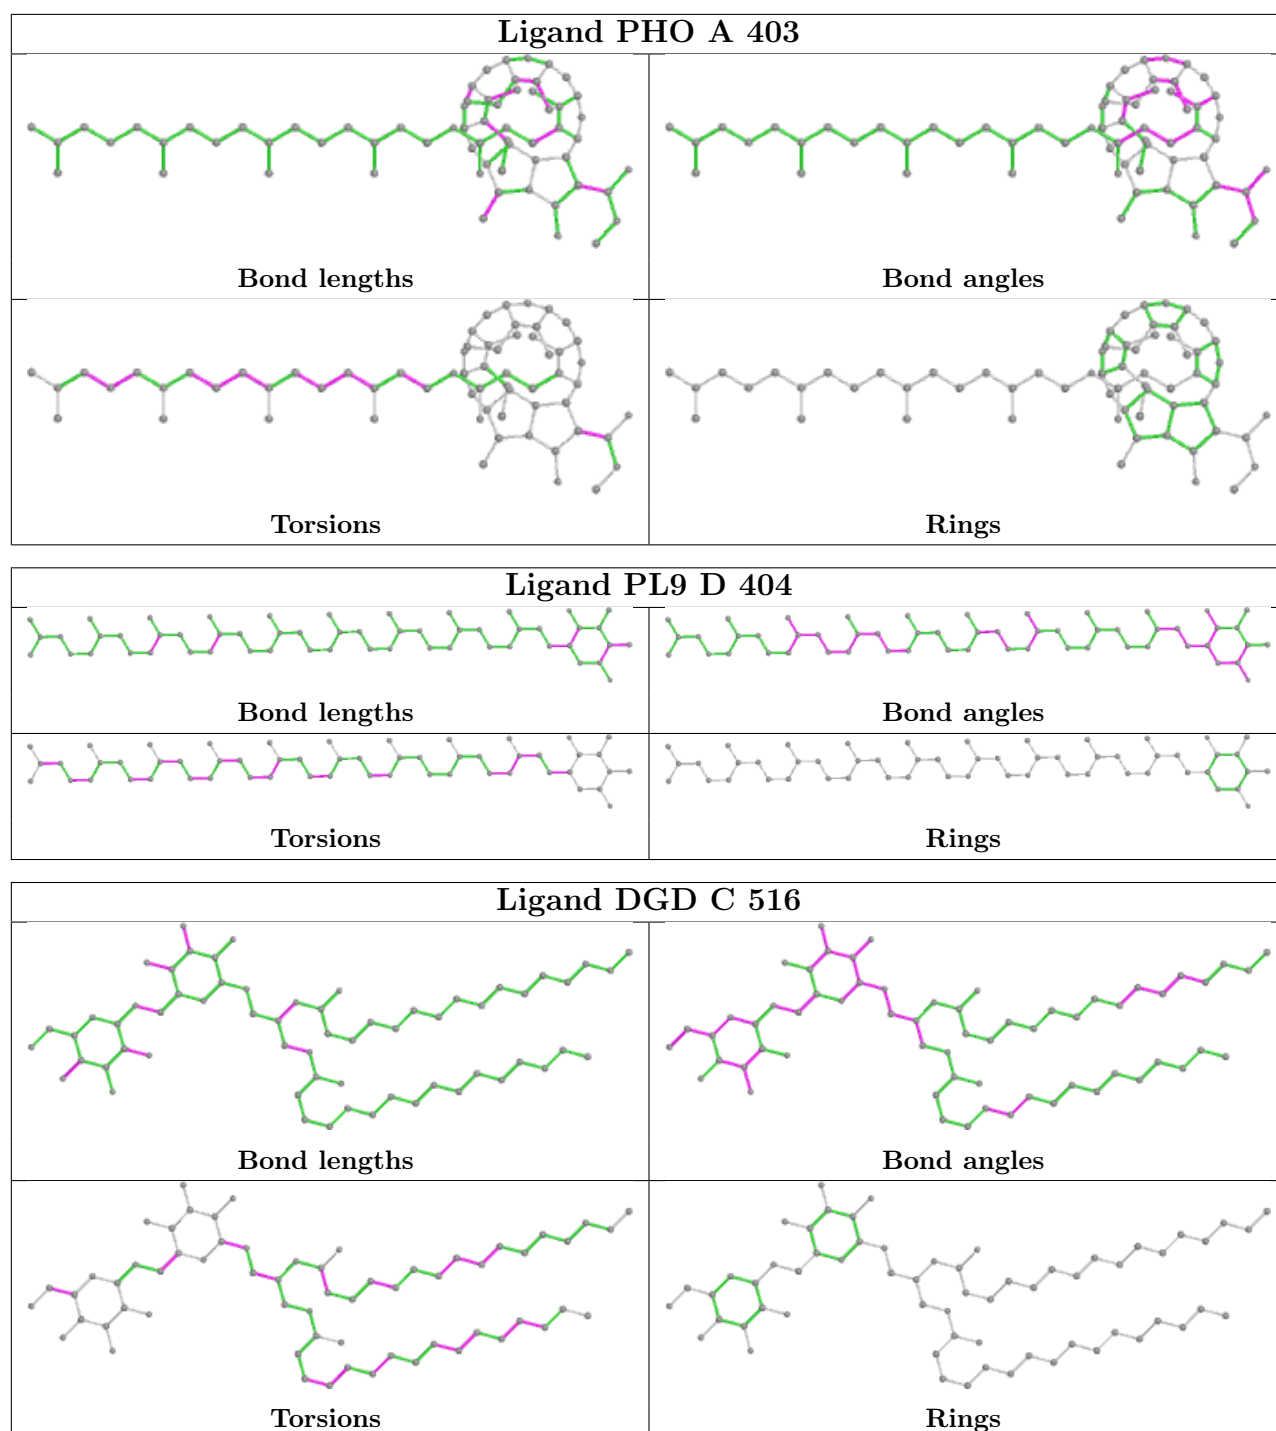 Ligand PHO A 403
Bond lengths
Bond angles
Torsions
Rings
Ligand PL9 D 404
Bond lengths
Bond angles
Torsions
Rings
Ligand DGD C 516
Bond lengths
Bond angles
Torsions
Rings